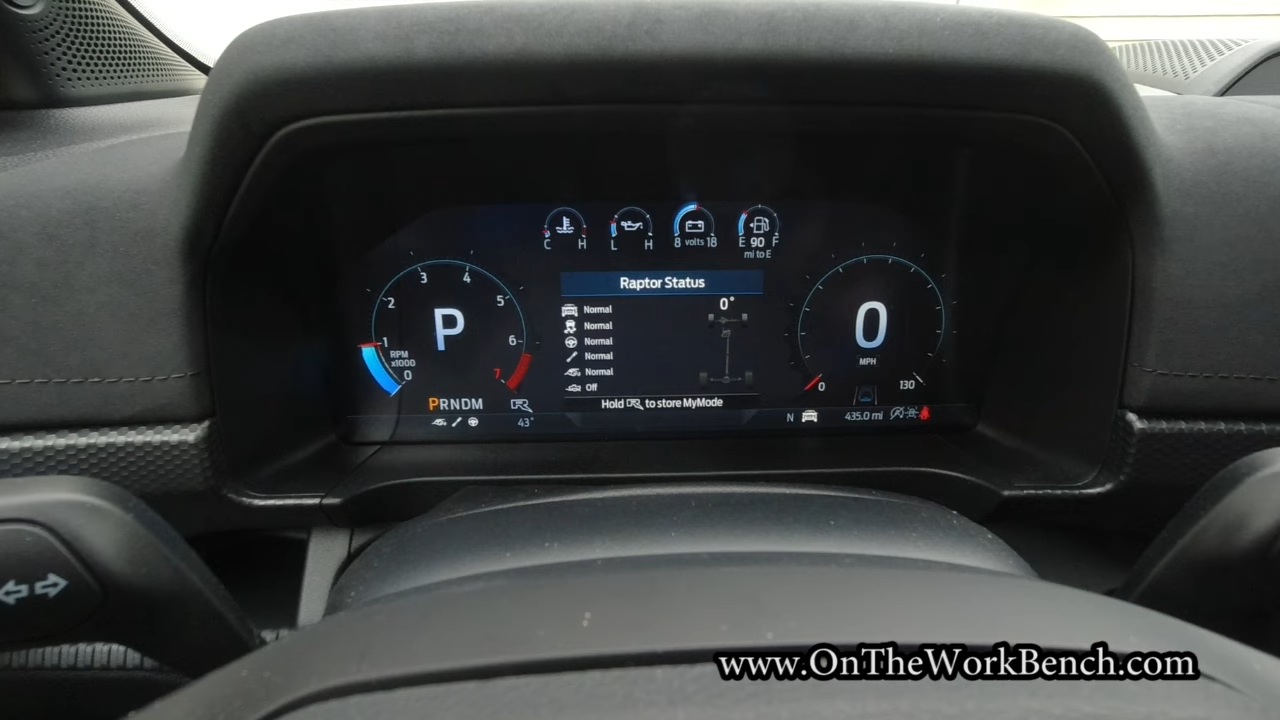 C H
L H
8 volts 18
E 90 F
mi to E
Raptor Status
0°
Normal
Normal
Normal
Normal
Normal
Off
Hold to store MyMode
0 1 2 3 4 5 6 7
RPM
x1000
P
PRNDM
43°
0
MPH
0 130
N
435.0 mi
www.OnTheWorkBench.com